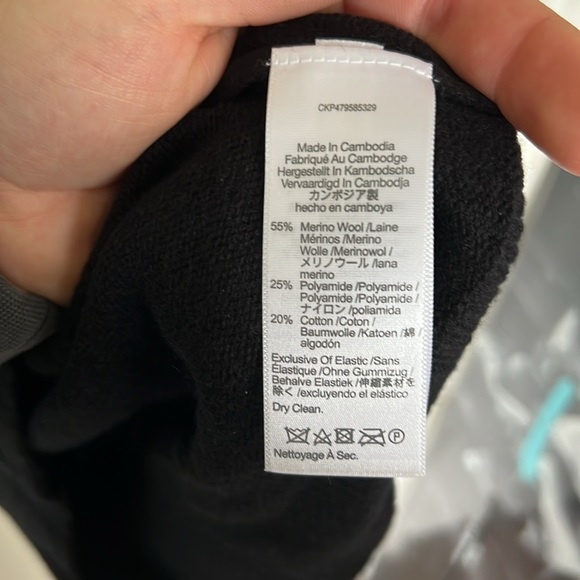 CKP47958S329
Made In Cambodia
Fabriqué Au Cambodge
Hergestellt In Kambodscha
Vervaardigd In Cambodja
カンボジア製
hecho en camboya
55% Merino Wool /Laine
Mérinos /Merino
Wolle /Merinowol /
メリノウール /lana
merino
25% Polyamide /Polyamide /
Polyamide /Polyamide /
ナイロン /poliamida
20% Cotton /Coton /
Baumwolle /Katoen /綿 /
algodón
Exclusive Of Elastic /Sans
Élastique /Ohne Gummizug /
Behalve Elastiek /伸縮素材を
除く /excluyendo el elástico
Dry Clean.
P
Nettoyage À Sec.